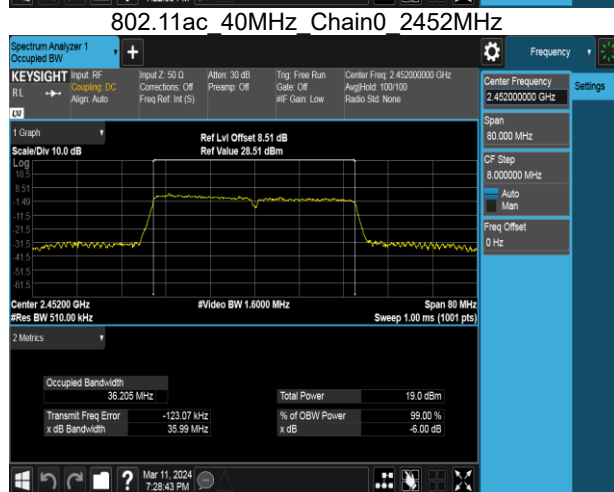 802.11ac_40MHz_Chain0_2452MHz
Spectrum Analyzer 1
Occupied BW
Frequency
KEYSIGHT
R L
LXI
Input: RF
Coupling: DC
Align: Auto
Input Z: 50 Ω
Corrections: Off
Freq Ref: Int (S)
Atten: 30 dB
Preamp: Off
Trig: Free Run
Gate: Off
#IF Gain: Low
Center Freq: 2.452000000 GHz
Avg|Hold: 100/100
Radio Std: None
Center Frequency
2.452000000 GHz
Settings
Span
80.000 MHz
CF Step
8.000000 MHz
Auto
Man
Freq Offset
0 Hz
1 Graph
Scale/Div 10.0 dB
Ref Lvl Offset 8.51 dB
Ref Value 28.51 dBm
Log
18.5
8.51
-1.49
-11.5
-21.5
-31.5
-41.5
-51.5
-61.5
Center 2.45200 GHz
#Res BW 510.00 kHz
#Video BW 1.6000 MHz
Span 80 MHz
Sweep 1.00 ms (1001 pts)
2 Metrics
Occupied Bandwidth
36.205 MHz
Transmit Freq Error -123.07 kHz
x dB Bandwidth 35.99 MHz
Total Power 19.0 dBm
% of OBW Power 99.00 %
x dB -6.00 dB
?
Mar 11, 2024
7:28:43 PM